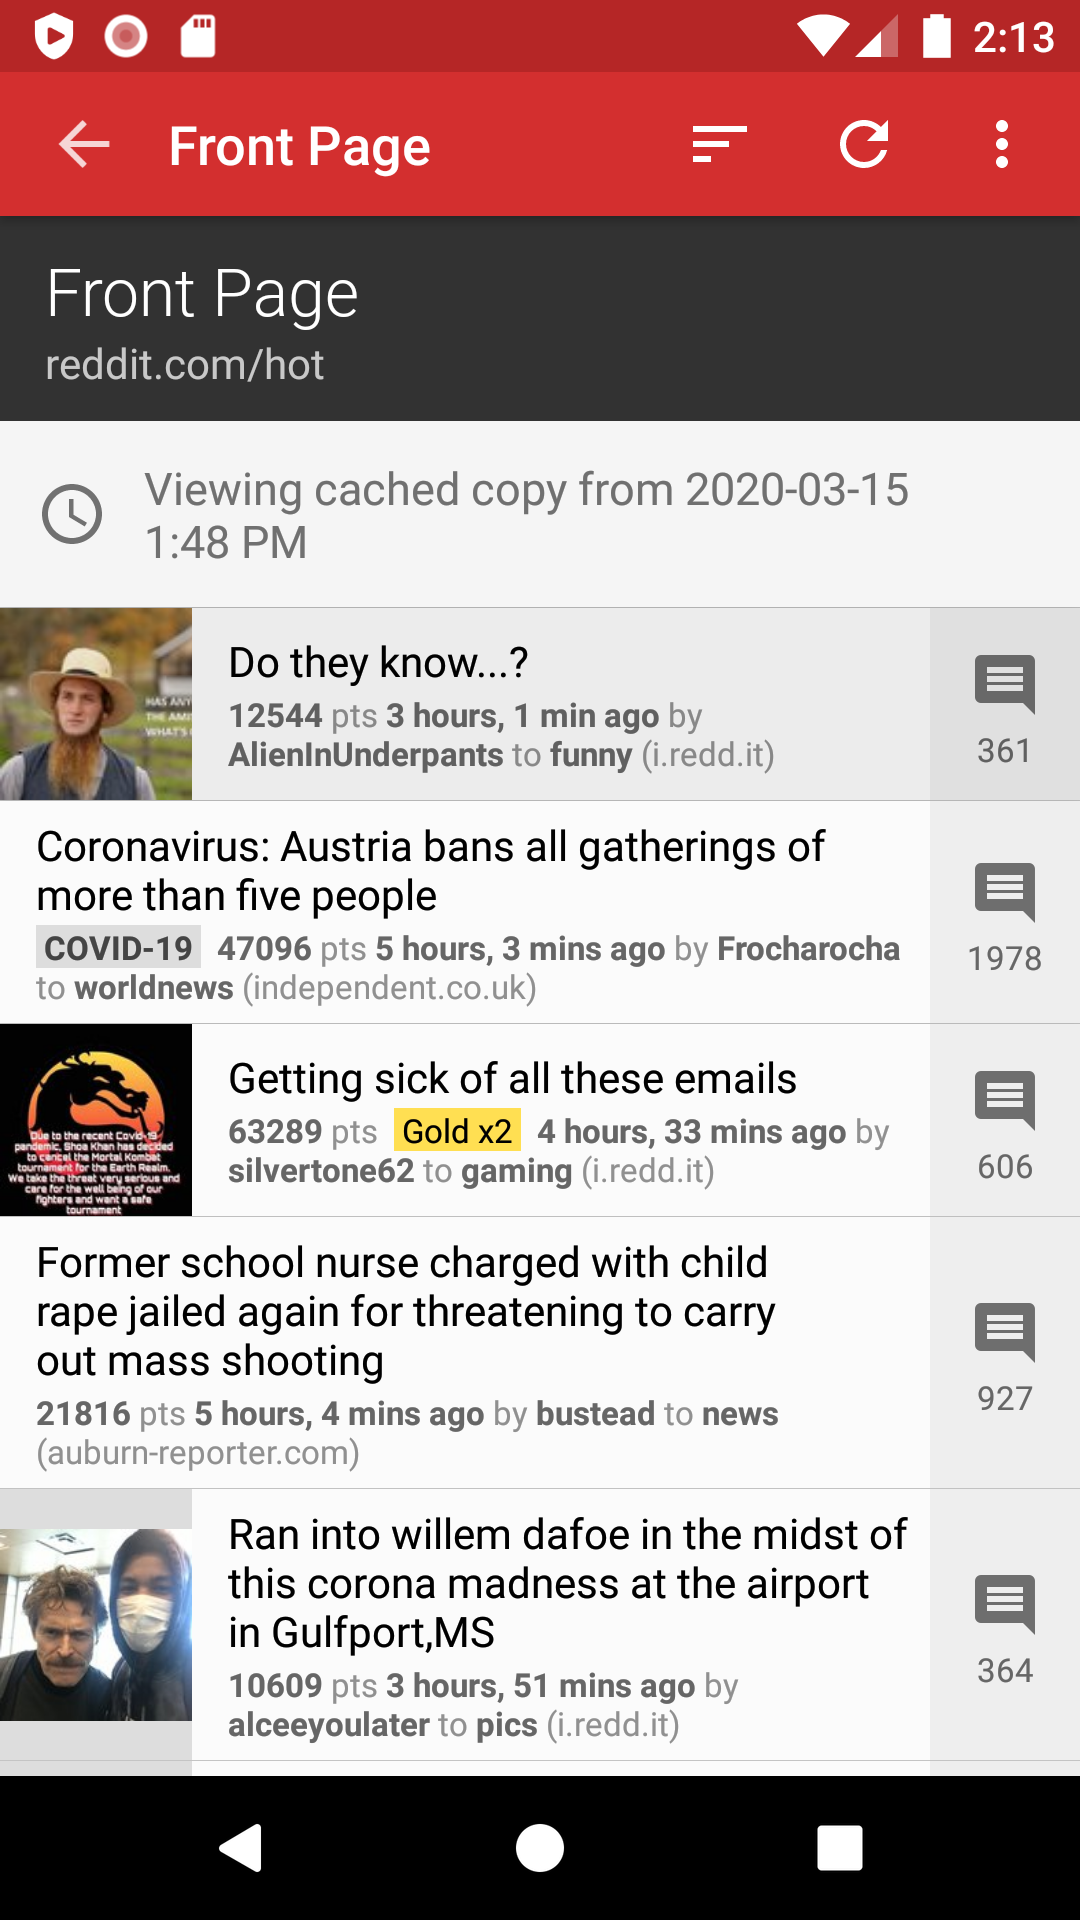 2:13
Front Page
Front Page
reddit.com/hot
Viewing cached copy from 2020-03-15
1:48 PM
HAS ANY
THE AMI
WHAT'S
Do they know...?
12544 pts 3 hours, 1 min ago by
AlienInUnderpants to funny (i.redd.it)
361
Coronavirus: Austria bans all gatherings of
more than five people
COVID-19 47096 pts 5 hours, 3 mins ago by Frocharocha
to worldnews (independent.co.uk)
1978
Due to the recent Covid-19
pandemic, Shoa Khan has decided
to cancel the Mortal Kombat
tournament for the Earth Realm.
We take the threat very serious and
care for the well being of our
fighters and want a safe
tournament
Getting sick of all these emails
63289 pts Gold x2 4 hours, 33 mins ago by
silvertone62 to gaming (i.redd.it)
606
Former school nurse charged with child
rape jailed again for threatening to carry
out mass shooting
21816 pts 5 hours, 4 mins ago by bustead to news
(auburn-reporter.com)
927
Ran into willem dafoe in the midst of
this corona madness at the airport
in Gulfport,MS
10609 pts 3 hours, 51 mins ago by
alceeyoulater to pics (i.redd.it)
364